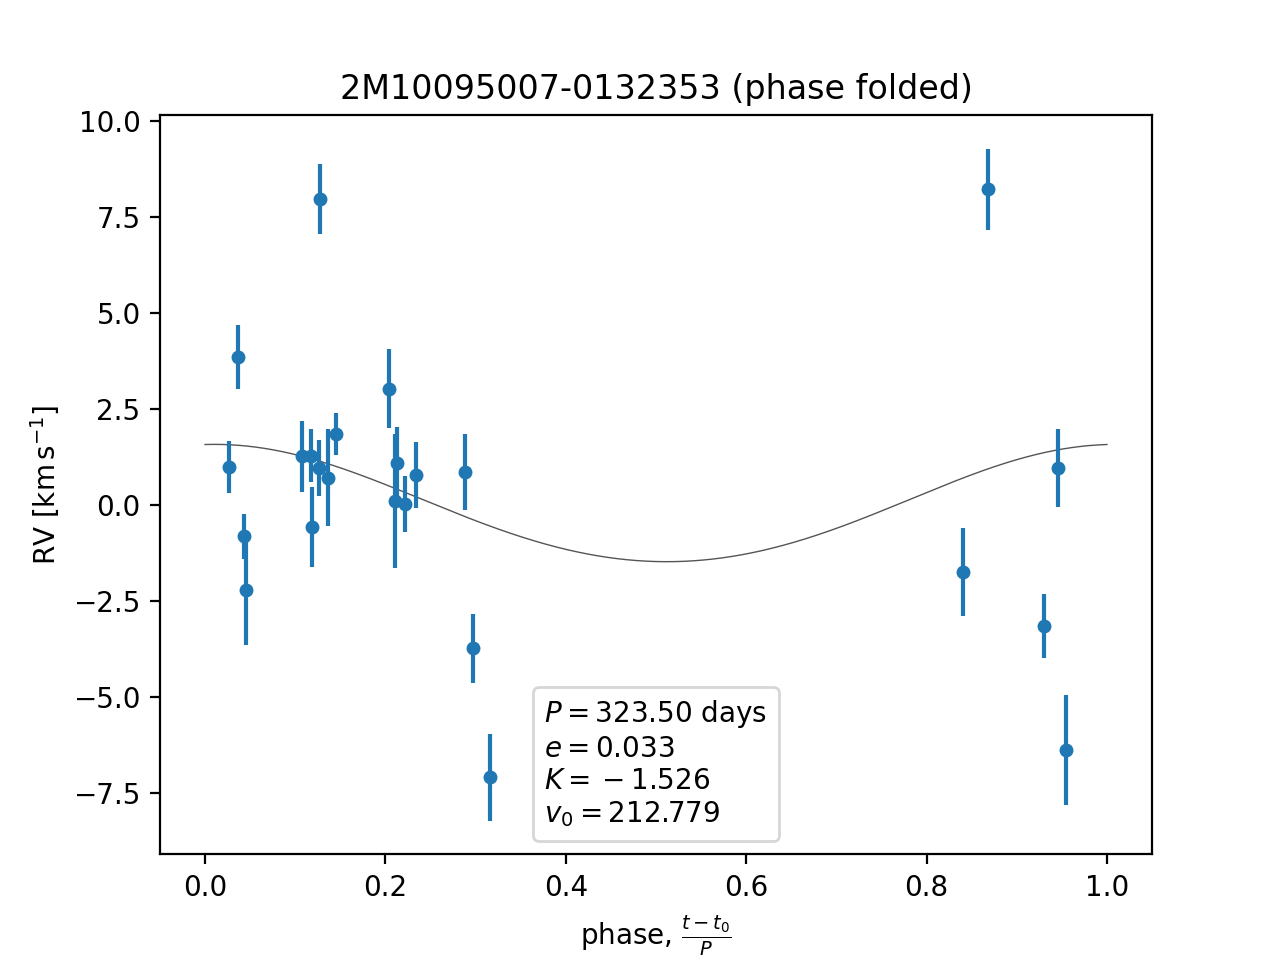 2M10095007-0132353 (phase folded)
10.0
7.5
5.0
2.5
0.0
−2.5
−5.0
−7.5
RV [km s⁻¹]
P = 323.50 days
e = 0.033
K = −1.526
v₀ = 212.779
0.0 0.2 0.4 0.6 0.8 1.0
phase, (t − t₀)/P